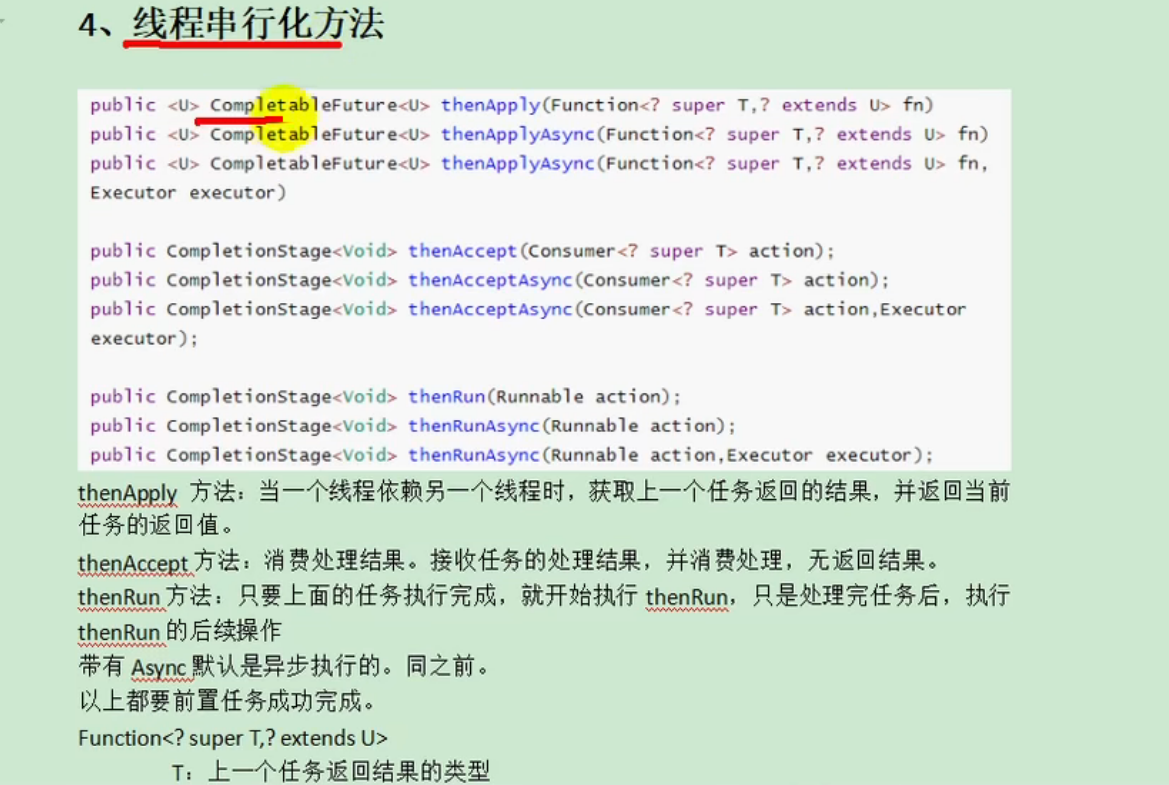 4、线程串行化方法
public <U> CompletableFuture<U> thenApply(Function<? super T,? extends U> fn)
public <U> CompletableFuture<U> thenApplyAsync(Function<? super T,? extends U> fn)
public <U> CompletableFuture<U> thenApplyAsync(Function<? super T,? extends U> fn,
Executor executor)
public CompletionStage<Void> thenAccept(Consumer<? super T> action);
public CompletionStage<Void> thenAcceptAsync(Consumer<? super T> action);
public CompletionStage<Void> thenAcceptAsync(Consumer<? super T> action,Executor
executor);
public CompletionStage<Void> thenRun(Runnable action);
public CompletionStage<Void> thenRunAsync(Runnable action);
public CompletionStage<Void> thenRunAsync(Runnable action,Executor executor);
thenApply 方法：当一个线程依赖另一个线程时，获取上一个任务返回的结果，并返回当前
任务的返回值。
thenAccept 方法：消费处理结果。接收任务的处理结果，并消费处理，无返回结果。
thenRun 方法：只要上面的任务执行完成，就开始执行 thenRun，只是处理完任务后，执行
thenRun 的后续操作
带有 Async 默认是异步执行的。同之前。
以上都要前置任务成功完成。
Function<? super T,? extends U>
T：上一个任务返回结果的类型